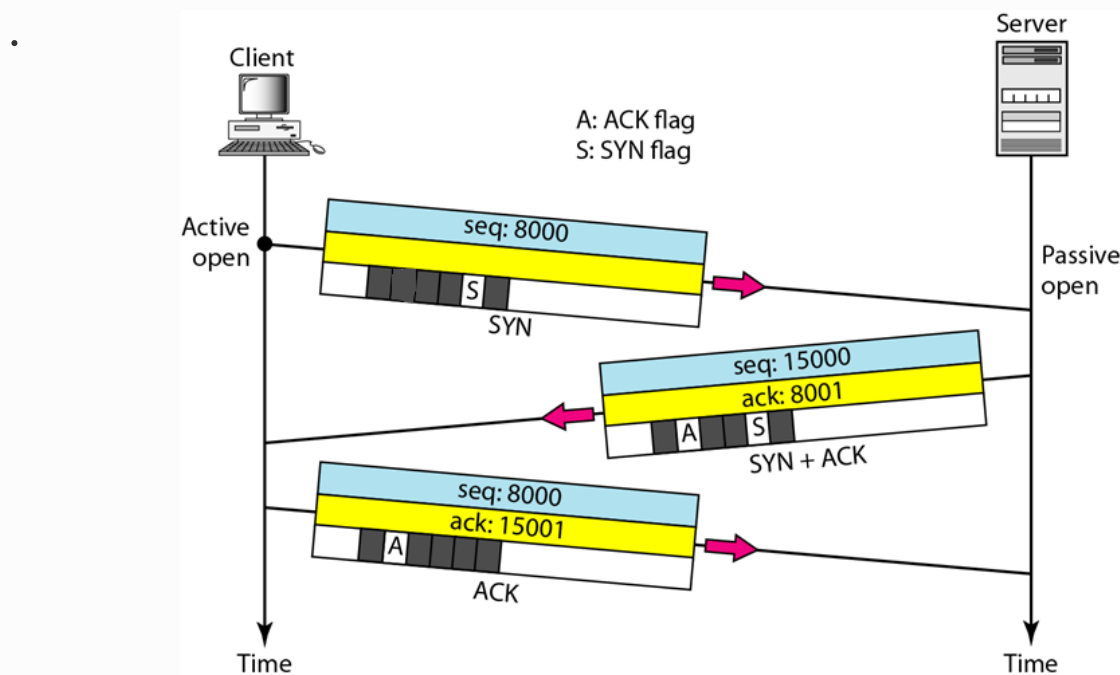 Server
Client
A: ACK flag
S: SYN flag
Active
open
seq: 8000
S
SYN
Passive
open
seq: 15000
ack: 8001
A S
SYN + ACK
seq: 8000
ack: 15001
A
ACK
Time
Time